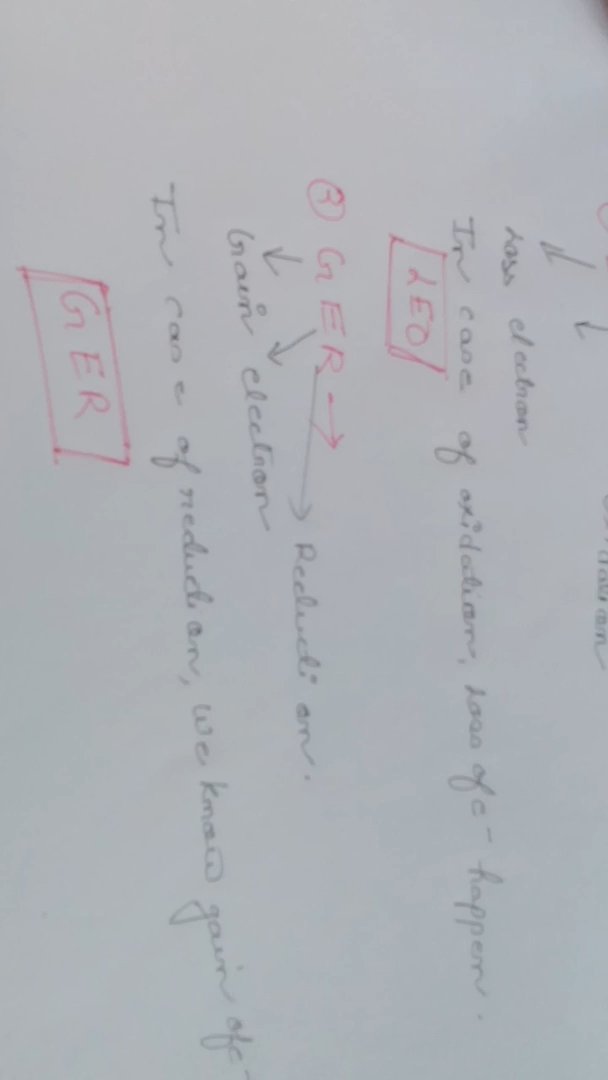 Loss electron
In case of oxidation, Loss of e- happen.
LEO
③ GER → Reduction.
Gain electron
In case of reduction, we know gain of e-
GER